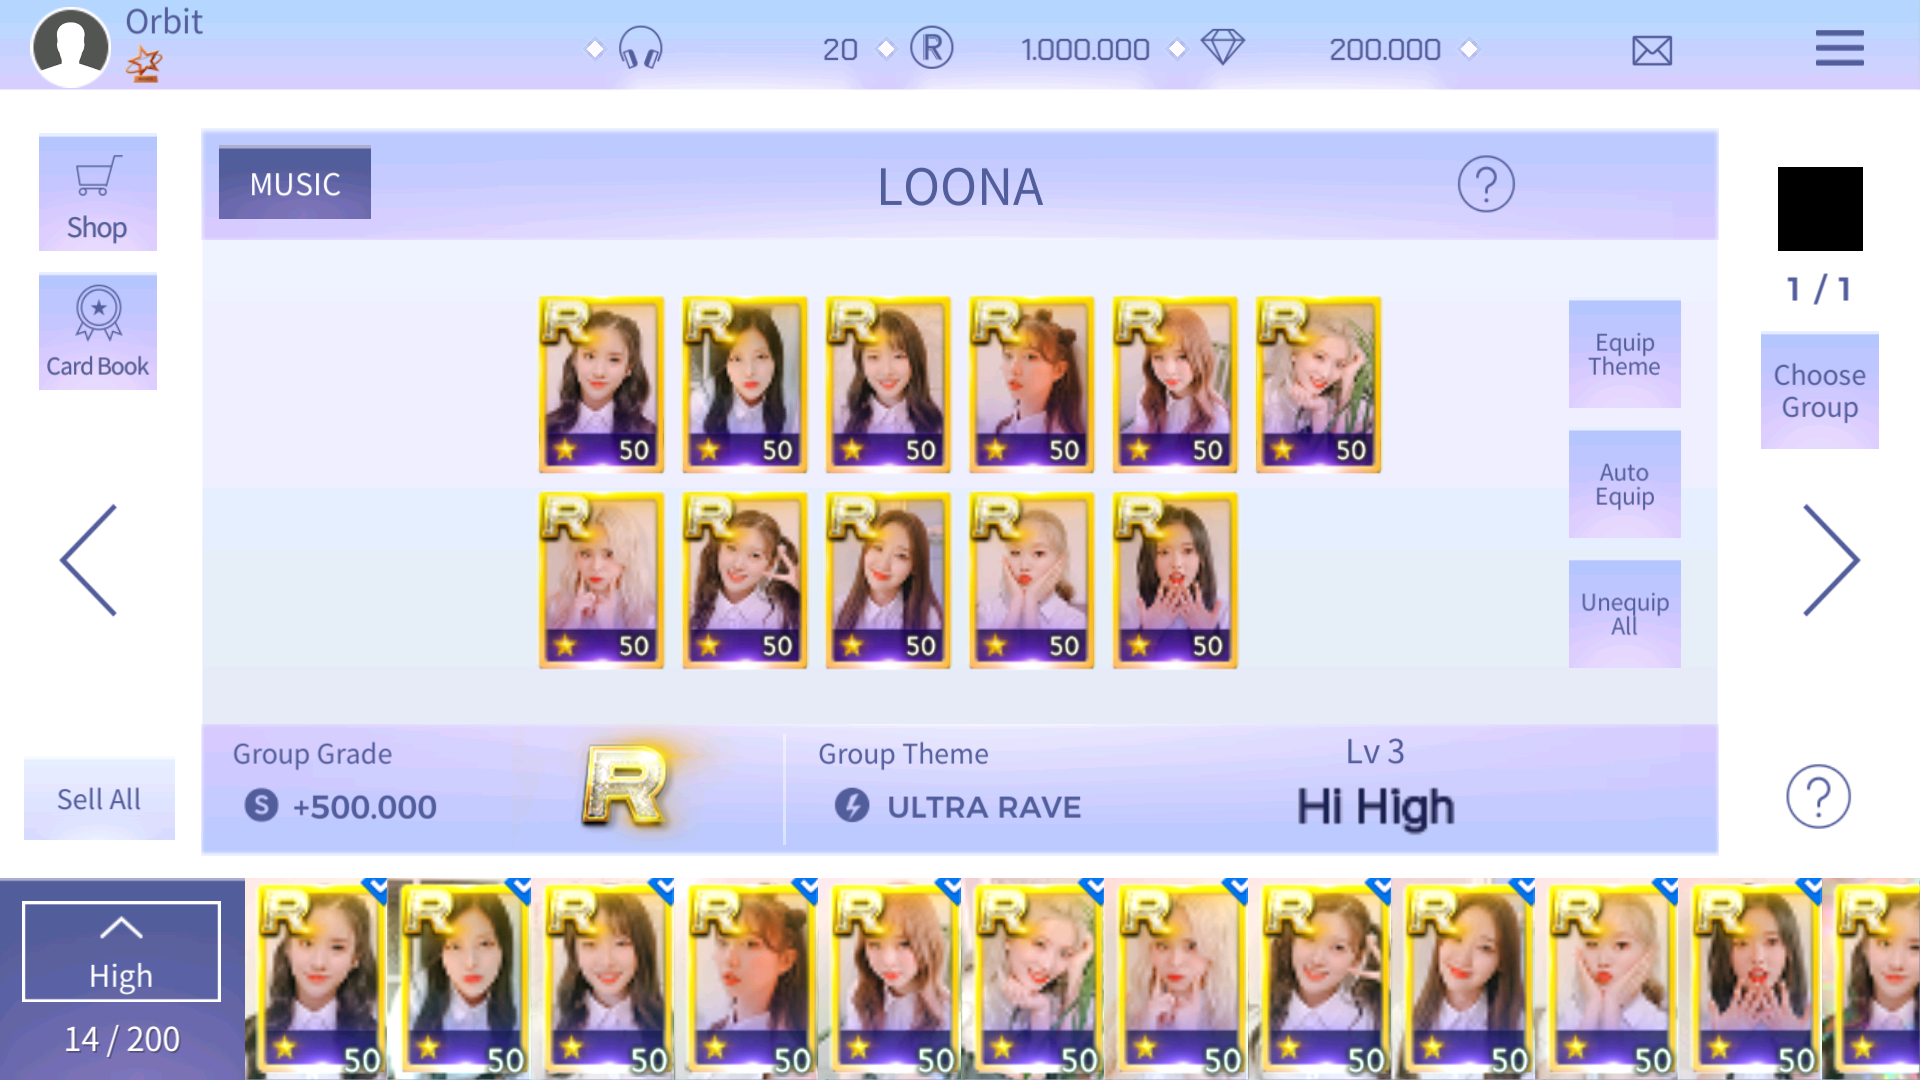 Orbit
20
R
1.000.000
200.000
Shop
Card Book
MUSIC
LOONA
?
1 / 1
Choose
Group
Equip
Theme
Auto
Equip
Unequip
All
R R R R R R
50 50 50 50 50 50
R R R R R
50 50 50 50 50
Group Grade
S +500.000
R
Group Theme
ULTRA RAVE
Lv 3
Hi High
Sell All
?
High
14 / 200
R R R R R R R R R R R R
50 50 50 50 50 50 50 50 50 50 50